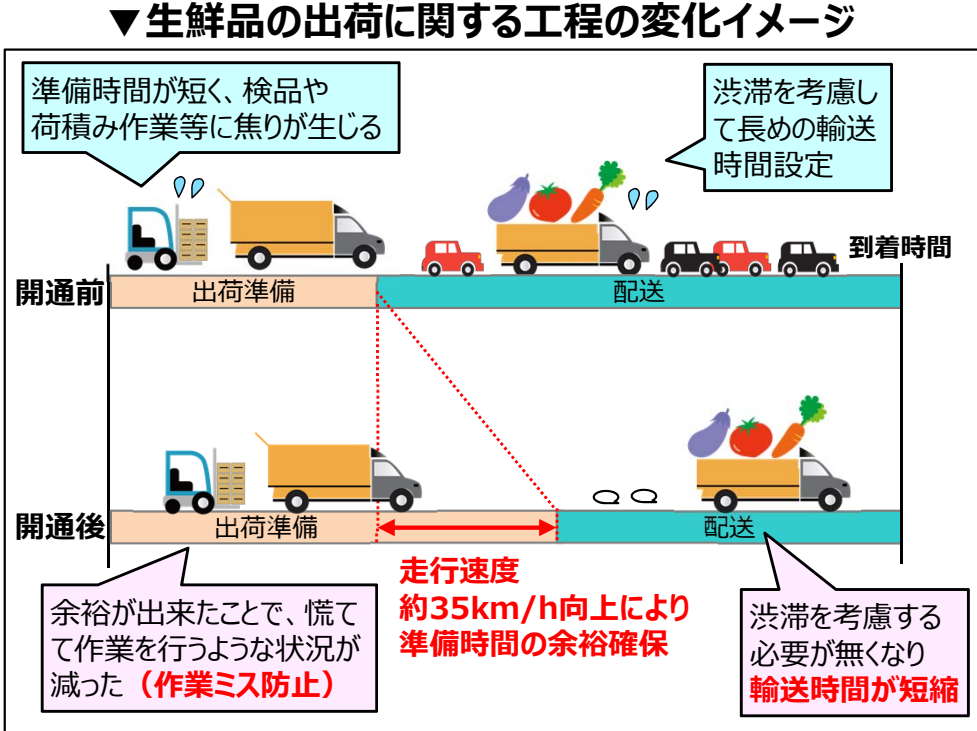 ▼生鮮品の出荷に関する工程の変化イメージ
準備時間が短く、検品や
荷積み作業等に焦りが生じる
渋滞を考慮し
て長めの輸送
時間設定
到着時間
開通前
出荷準備
配送
開通後
出荷準備
配送
走行速度
約35km/h向上により
準備時間の余裕確保
余裕が出来たことで、慌て
て作業を行うような状況が
減った（作業ミス防止）
渋滞を考慮する
必要が無くなり
輸送時間が短縮